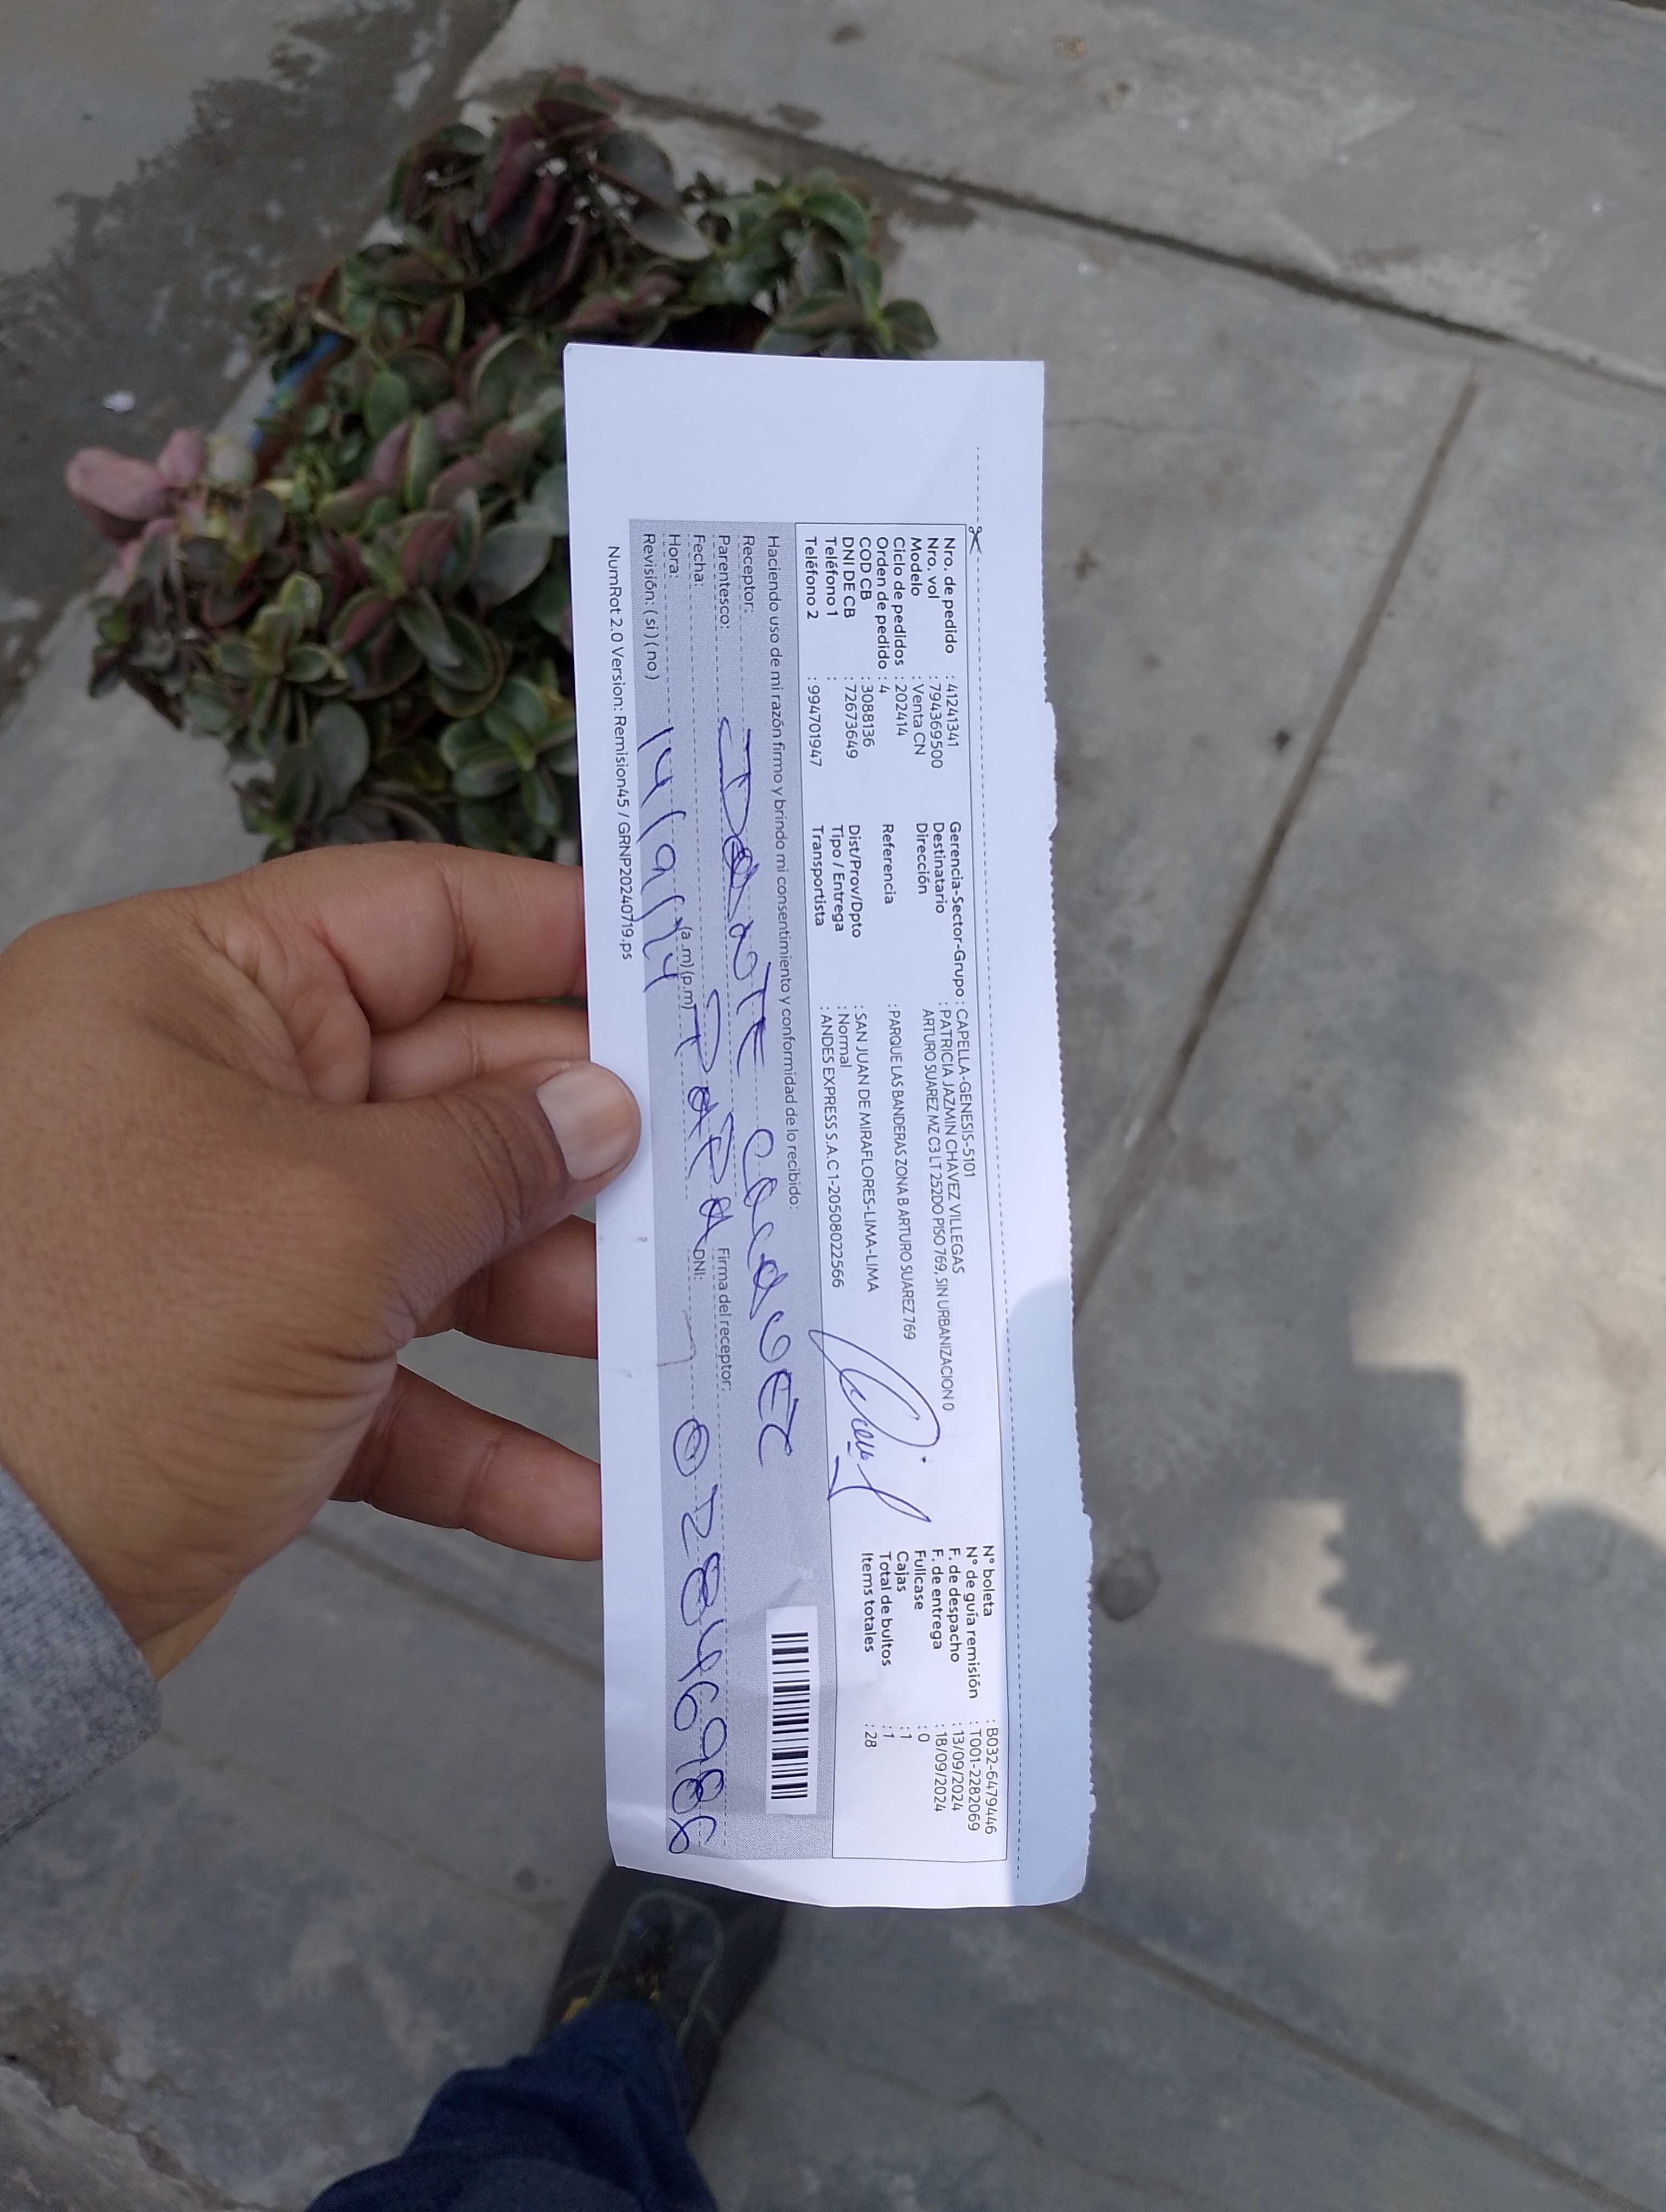 Nro. de pedido : 41241341
Nro. vol : 794369500
Modelo : Venta CN
Ciclo de pedidos : 202414
Orden de pedido : 4
COD CB : 3088136
DNI DE CB : 72673649
Teléfono 1 :
Teléfono 2 : 994701947
Gerencia-Sector-Grupo : CAPELLA-GENESIS-5101
Destinatario : PATRICIA JAZMIN CHAVEZ VILLEGAS
Dirección ARTURO SUAREZ MZ C3 LT 252DO PISO 769, SIN URBANIZACION 0
Referencia : PARQUE LAS BANDERAS ZONA B ARTURO SUAREZ 769
Dist/Prov/Dpto : SAN JUAN DE MIRAFLORES-LIMA-LIMA
Tipo / Entrega : Normal
Transportista : ANDES EXPRESS S.A.C 1-20508022566
N° boleta : B032-6479446
N° de guía remisión : T001-2282069
F. de despacho : 13/09/2024
F. de entrega : 18/09/2024
Fullcase : 0
Cajas : 1
Total de bultos : 1
Items totales : 28
Haciendo uso de mi razón firmo y brindo mi consentimiento y conformidad de lo recibido:
Receptor:
Parentesco: Firma del receptor:
Fecha:
Hora: (a.m)(p.m) DNI: 02846986
Revisión: (si) (no) 14/9/24
NumRot 2.0 Version: Remision45 / GRNP20240719.ps